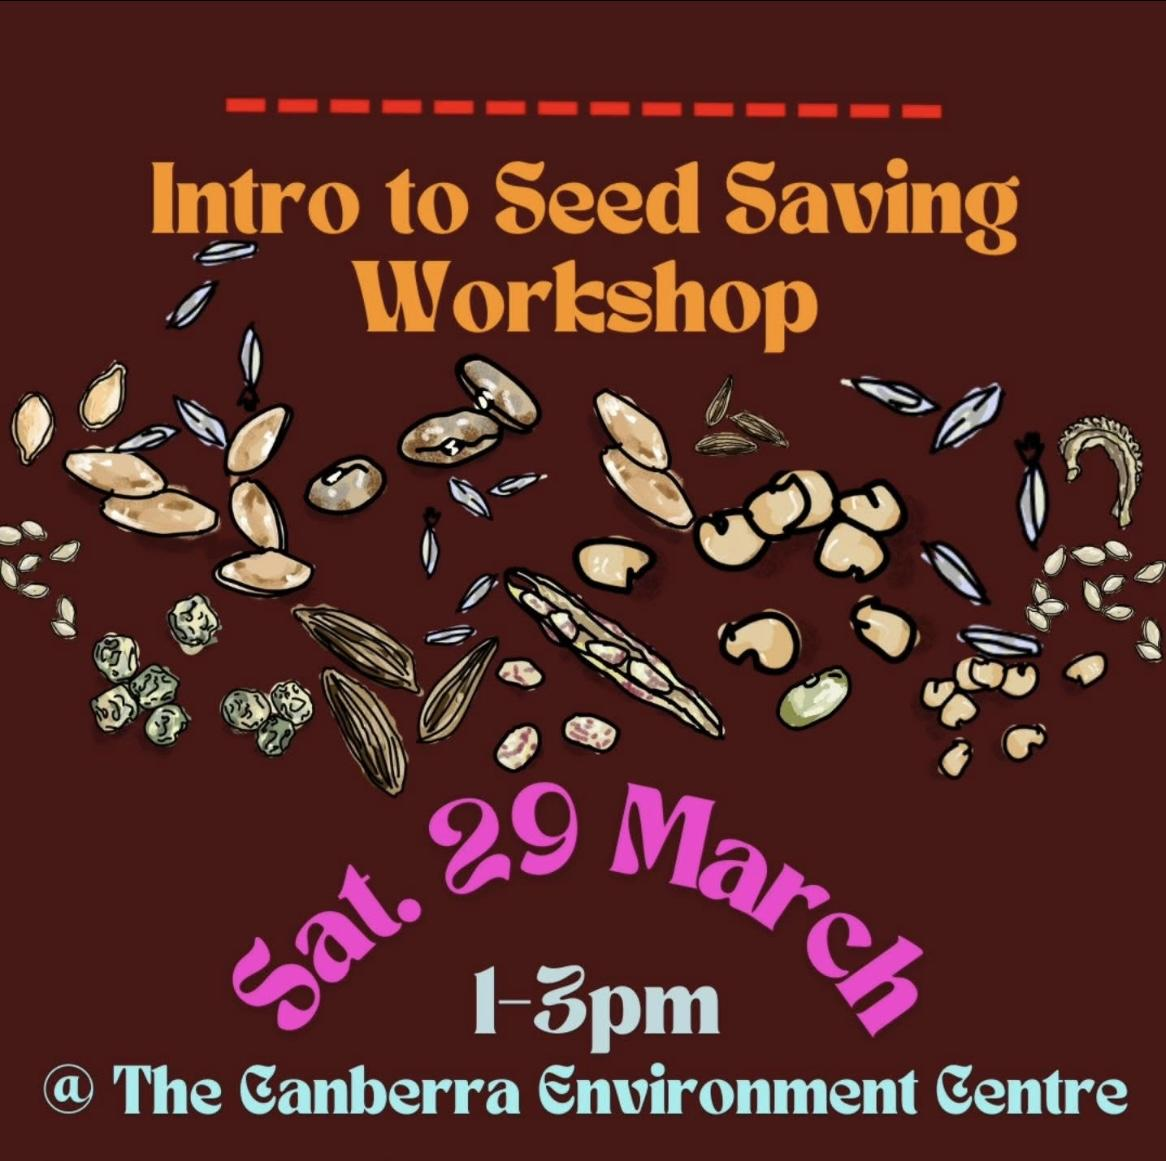 Intro to Seed Saving
Workshop
Sat. 29 March
1-3pm
@ The Canberra Environment Centre